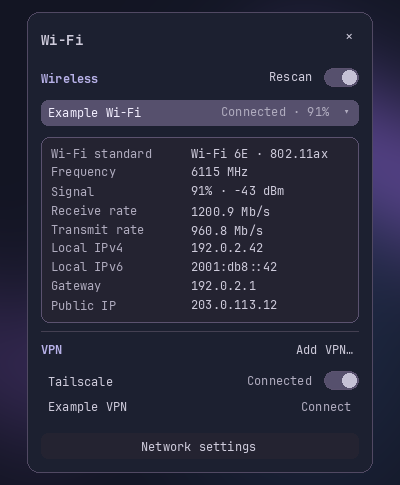 Wi-Fi ×
Wireless Rescan
Example Wi-Fi Connected · 91% ▾
Wi-Fi standard Wi-Fi 6E · 802.11ax
Frequency 6115 MHz
Signal 91% · -43 dBm
Receive rate 1200.9 Mb/s
Transmit rate 960.8 Mb/s
Local IPv4 192.0.2.42
Local IPv6 2001:db8::42
Gateway 192.0.2.1
Public IP 203.0.113.12
VPN Add VPN…
Tailscale Connected
Example VPN Connect
Network settings